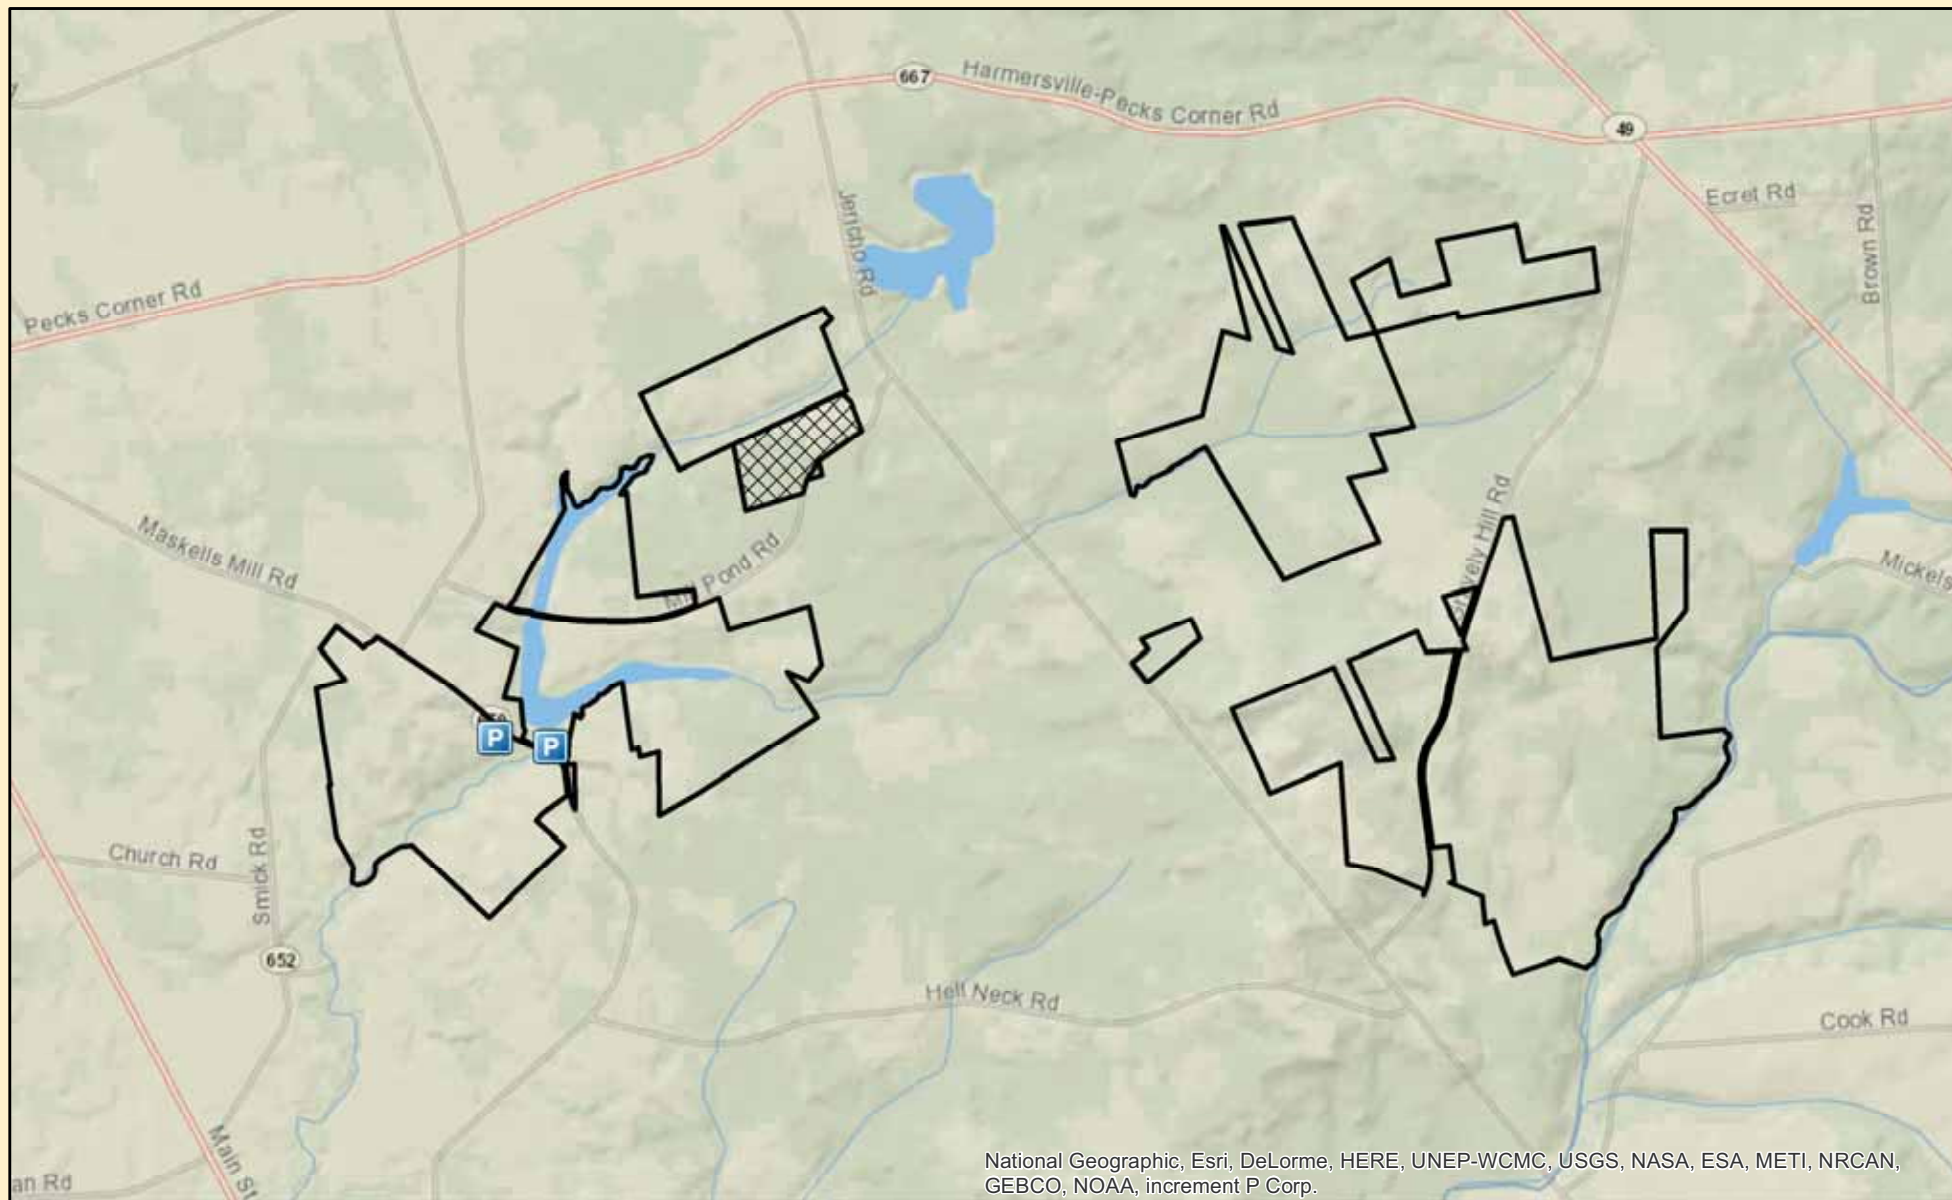 667
Harmersville-Pecks Corner Rd
49
Ecret Rd
Jericho Rd
Brown Rd
Pecks Corner Rd
Maskells Mill Rd
Mill Pond Rd
Hill Rd
Mickels
P
P
Church Rd
Smick Rd
652
Hell Neck Rd
Cook Rd
Main St
an Rd
National Geographic, Esri, DeLorme, HERE, UNEP-WCMC, USGS, NASA, ESA, METI, NRCAN,
GEBCO, NOAA, increment P Corp.